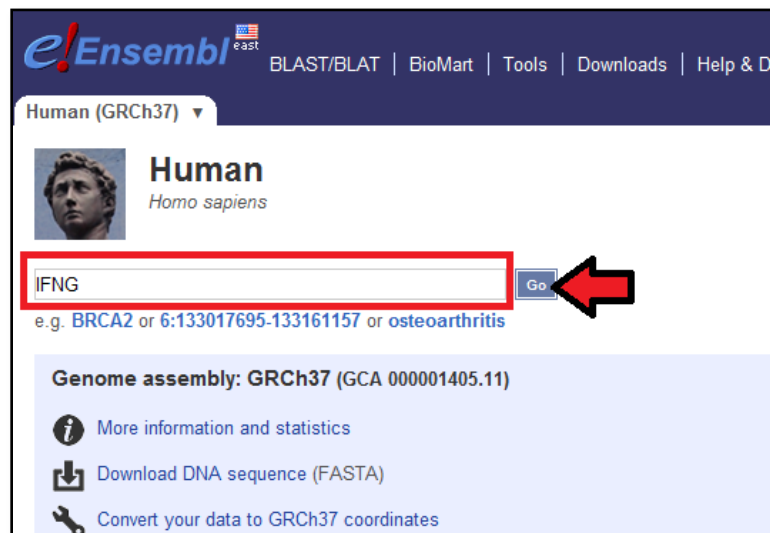 e!Ensembl east
BLAST/BLAT | BioMart | Tools | Downloads | Help & D
Human (GRCh37) ▼
Human
Homo sapiens
IFNG
Go
e.g. BRCA2 or 6:133017695-133161157 or osteoarthritis
Genome assembly: GRCh37 (GCA 000001405.11)
More information and statistics
Download DNA sequence (FASTA)
Convert your data to GRCh37 coordinates